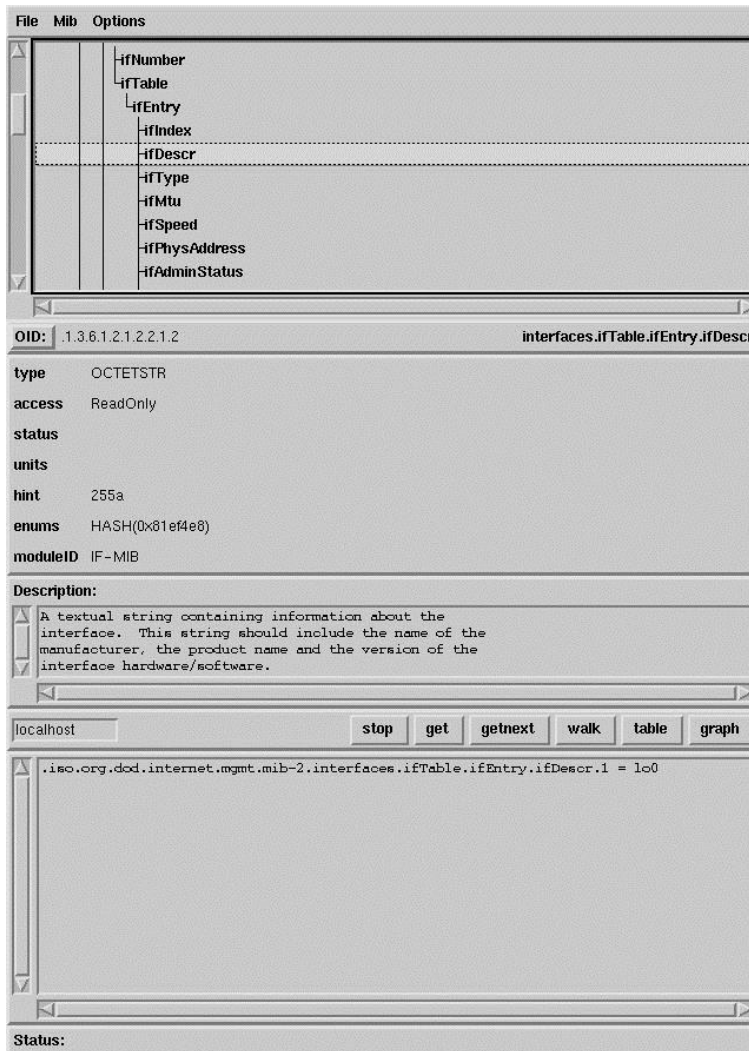 File Mib Options
ifNumber
ifTable
ifEntry
ifIndex
ifDescr
ifType
ifMtu
ifSpeed
ifPhysAddress
ifAdminStatus
OID: .1.3.6.1.2.1.2.2.1.2 interfaces.ifTable.ifEntry.ifDescr
type OCTETSTR
access ReadOnly
status
units
hint 255a
enums HASH(0x81ef4e8)
moduleID IF-MIB
Description:
A textual string containing information about the
interface. This string should include the name of the
manufacturer, the product name and the version of the
interface hardware/software.
localhost stop get getnext walk table graph
.iso.org.dod.internet.mgmt.mib-2.interfaces.ifTable.ifEntry.ifDescr.1 = lo0
Status: